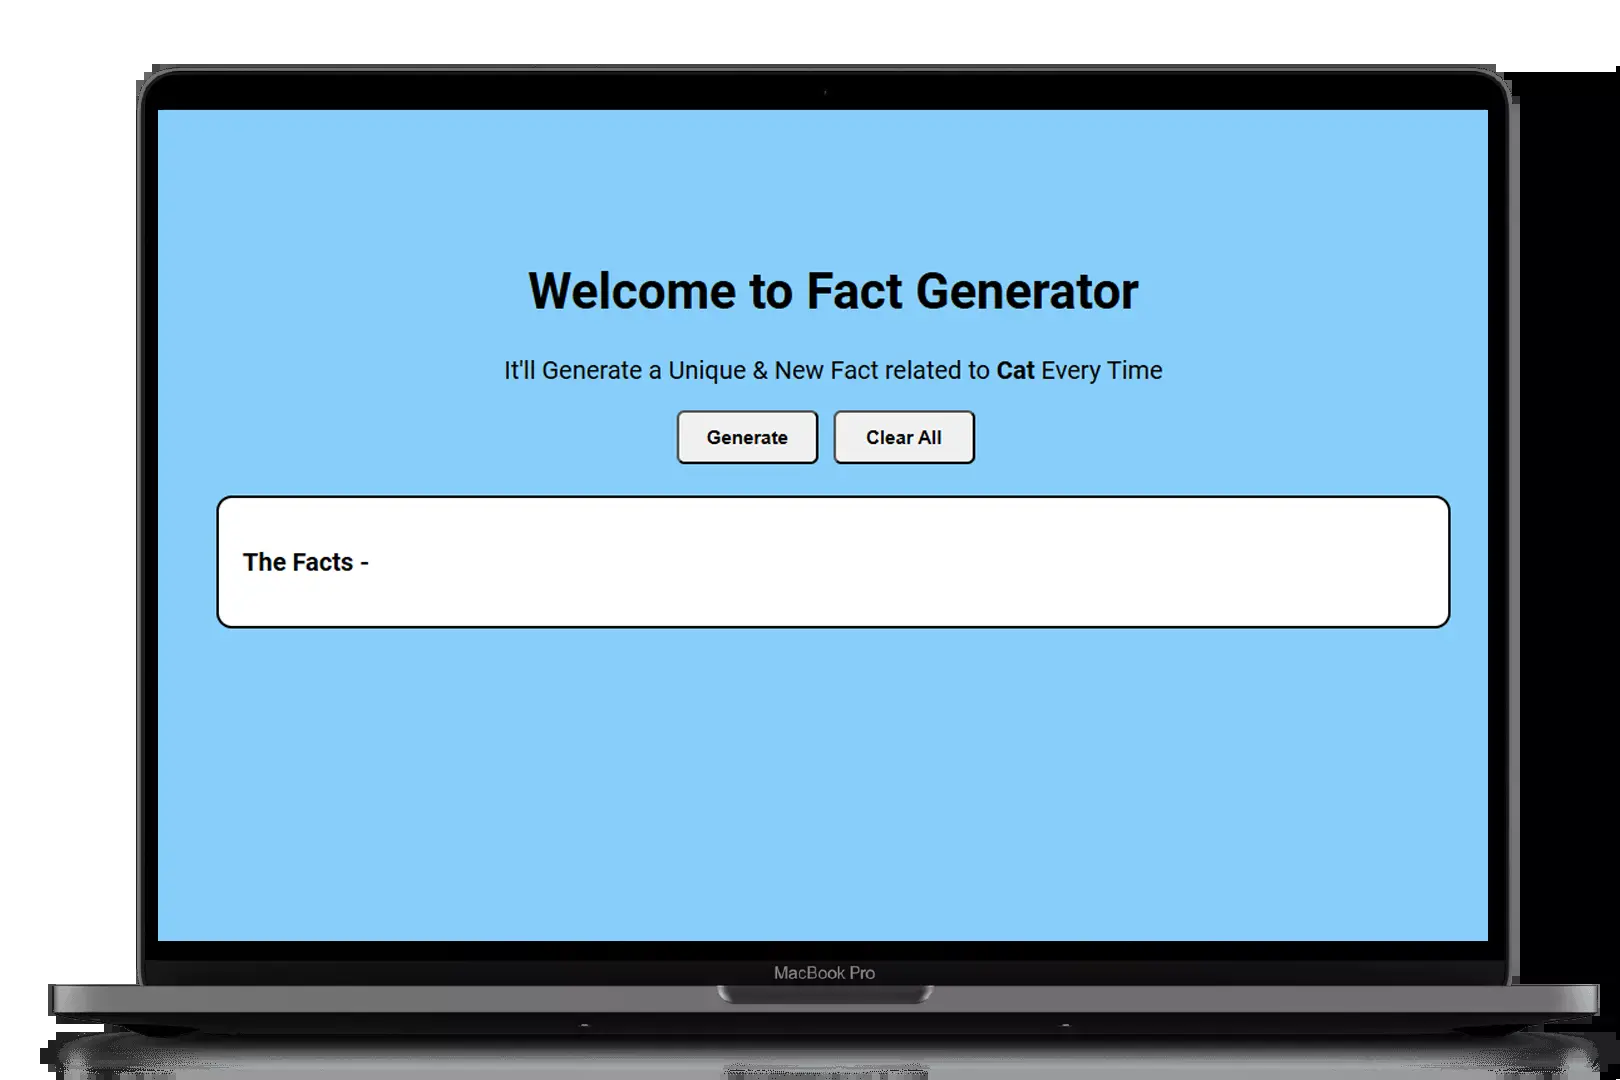 Welcome to Fact Generator
It'll Generate a Unique & New Fact related to Cat Every Time
Generate Clear All
The Facts -
MacBook Pro